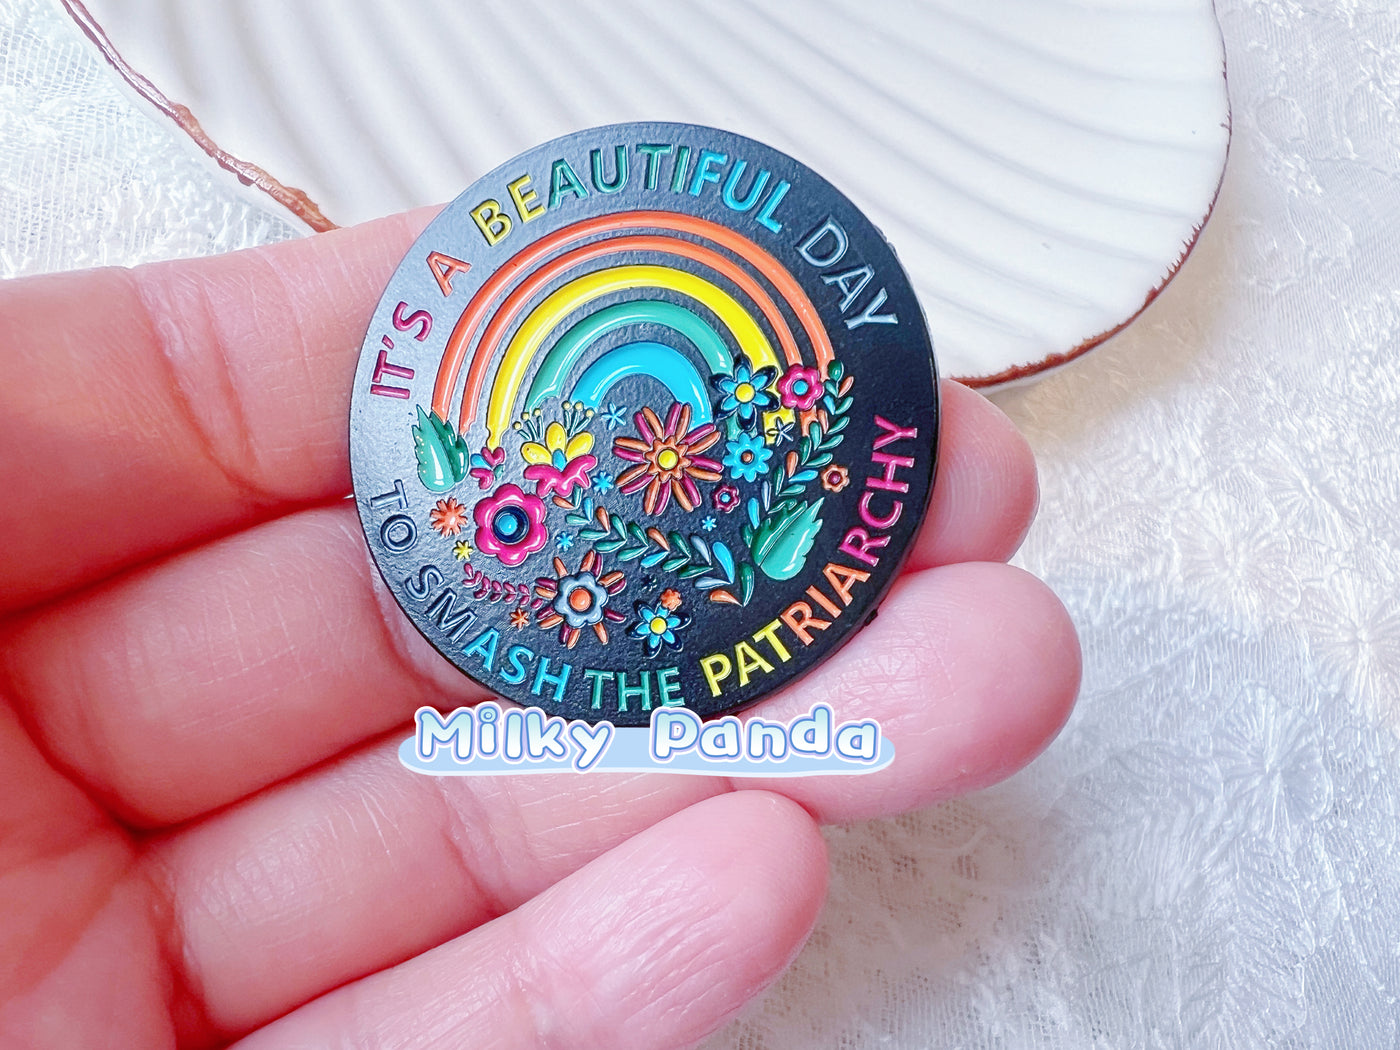 IT'S A BEAUTIFUL DAY
TO SMASH THE PATRIARCHY
Milky Panda